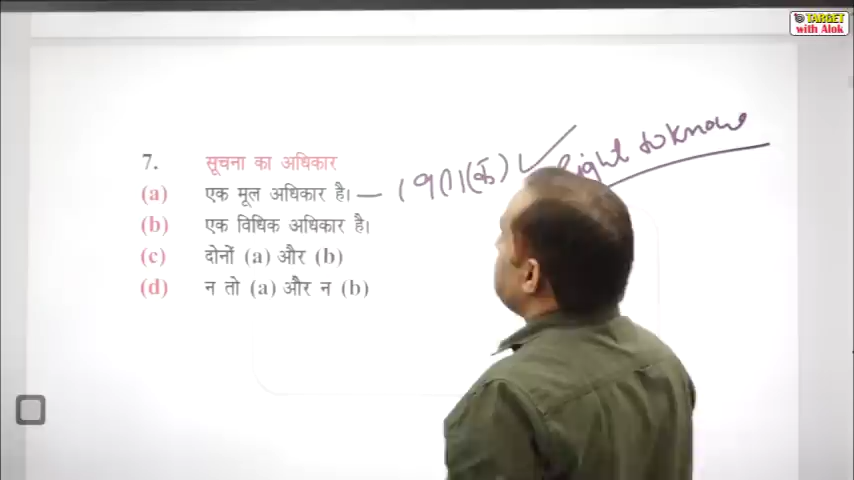 TARGET
with Alok
7. सूचना का अधिकार
(a) एक मूल अधिकार है। — 19(1)(क) ✓ Right to know
(b) एक विधिक अधिकार है।
(c) दोनों (a) और (b)
(d) न तो (a) और न (b)